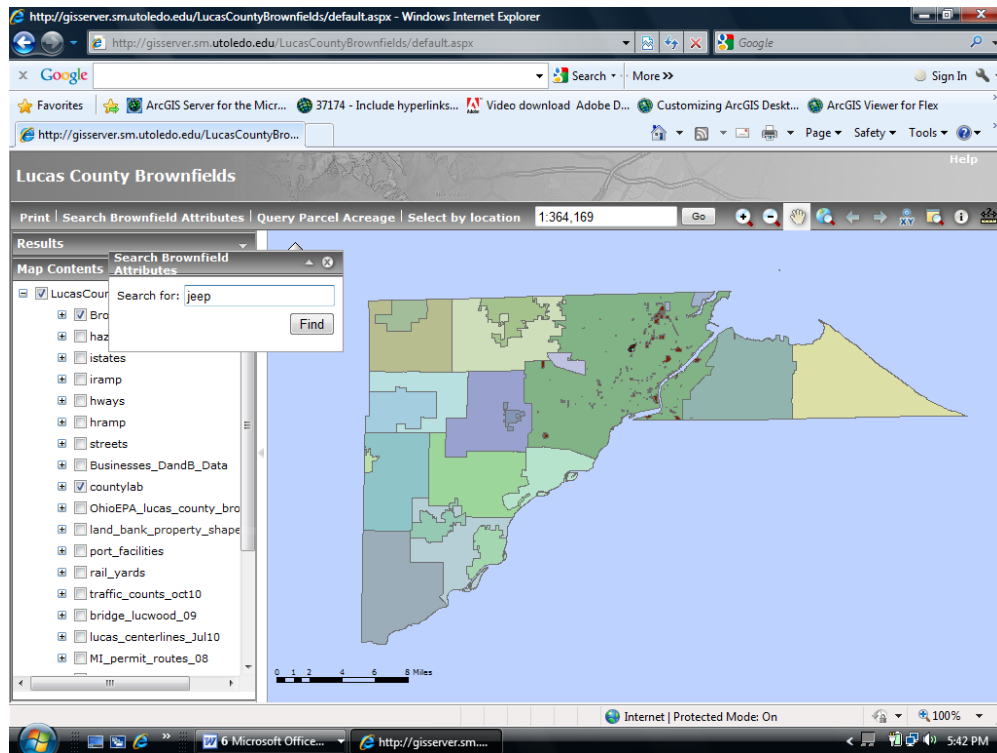 http://gisserver.sm.utoledo.edu/LucasCountyBrownfields/default.aspx - Windows Internet Explorer
http://gisserver.sm.utoledo.edu/LucasCountyBrownfields/default.aspx
Google
x Google
Search
More >>
Sign In
Favorites
ArcGIS Server for the Micr...
37174 - Include hyperlinks...
Video download Adobe D...
Customizing ArcGIS Deskt...
ArcGIS Viewer for Flex
http://gisserver.sm.utoledo.edu/LucasCountyBro...
Page
Safety
Tools
Help
Lucas County Brownfields
Print | Search Brownfield Attributes | Query Parcel Acreage | Select by location
1:364,169
Go
XY
Results
Map Contents
Search Brownfield
Attributes
Search for: jeep
Find
LucasCour
Bro
haz
istates
iramp
hways
hramp
streets
Businesses_DandB_Data
countylab
OhioEPA_lucas_county_bro
land_bank_property_shape
port_facilities
rail_yards
traffic_counts_oct10
bridge_lucwood_09
lucas_centerlines_Jul10
MI_permit_routes_08
0 1 2 4 6 8 Miles
Internet | Protected Mode: On
100%
6 Microsoft Office...
http://gisserver.sm....
5:42 PM